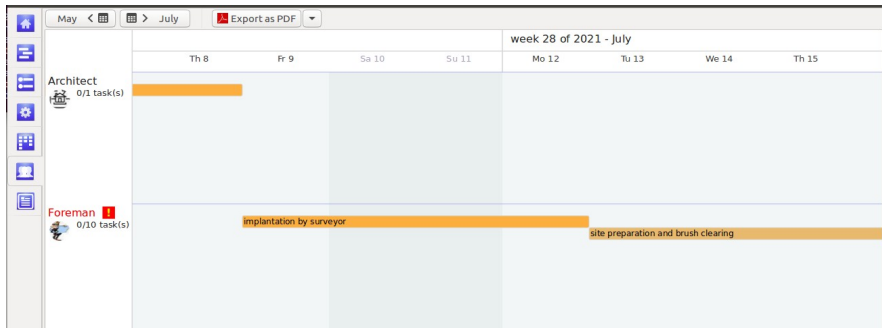 May
July
Export as PDF
week 28 of 2021 - July
Th 8 Fr 9 Sa 10 Su 11 Mo 12 Tu 13 We 14 Th 15
Architect
0/1 task(s)
Foreman !
0/10 task(s)
implantation by surveyor
site preparation and brush clearing